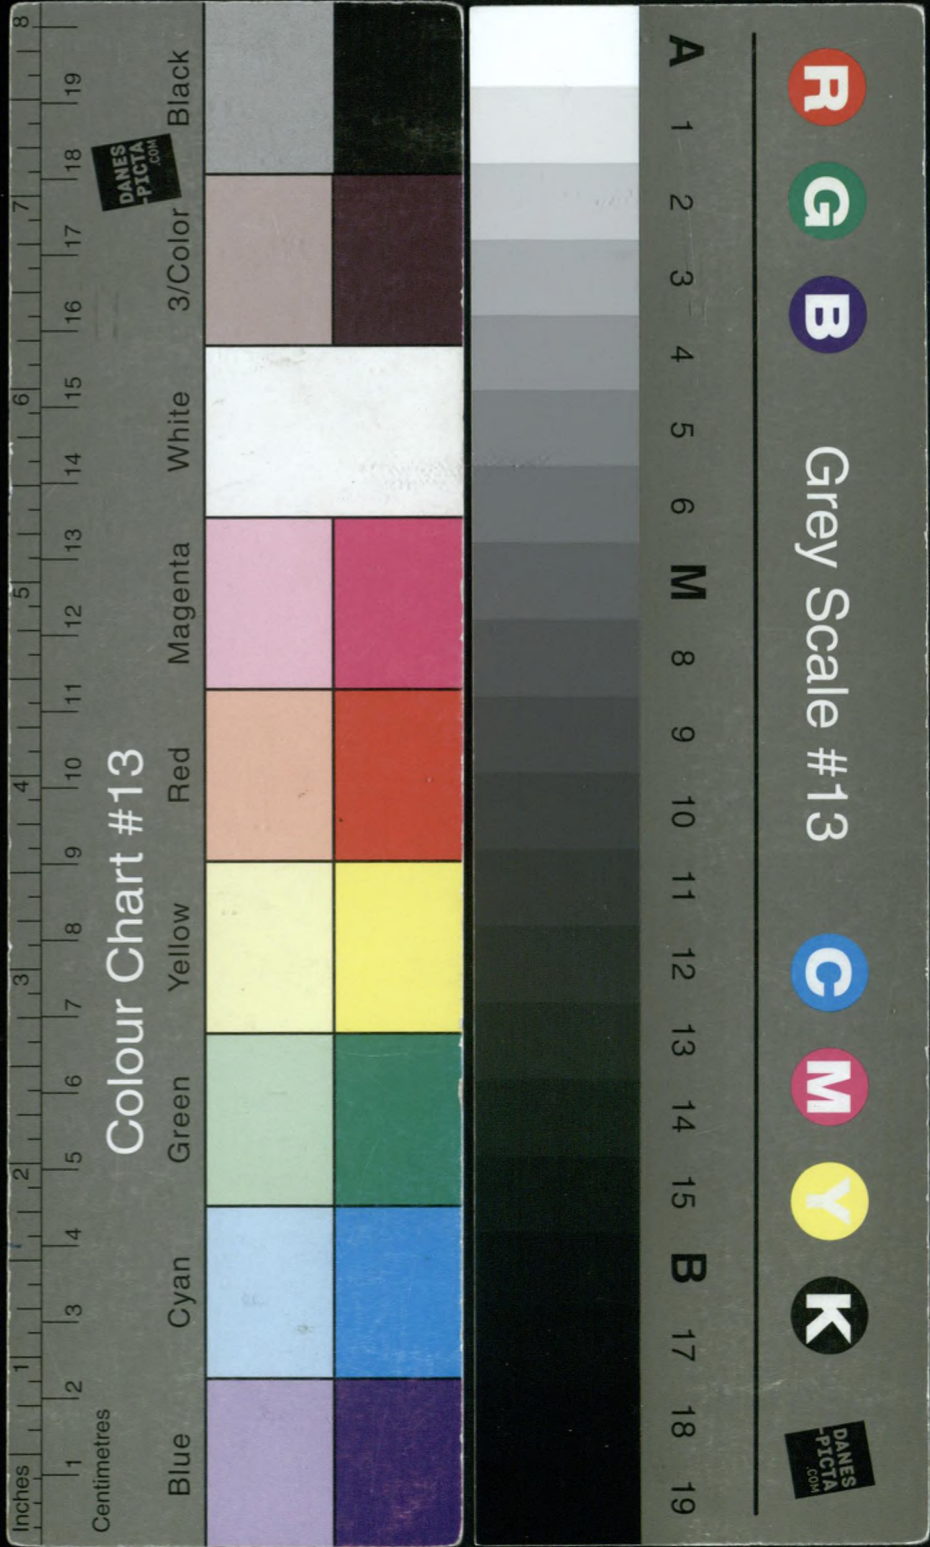 Inches 1 2 3 4 5 6 7 8
1 2 3 4 5 6 7 8 9 10 11 12 13 14 15 16 17 18 19
Centimetres
Colour Chart #13
DANES
-PICTA
.COM
Blue Cyan Green Yellow Red Magenta White 3/Color Black
R G B Grey Scale #13 C M Y K
DANES
-PICTA
.COM
A 1 2 3 4 5 6 M 8 9 10 11 12 13 14 15 B 17 18 19